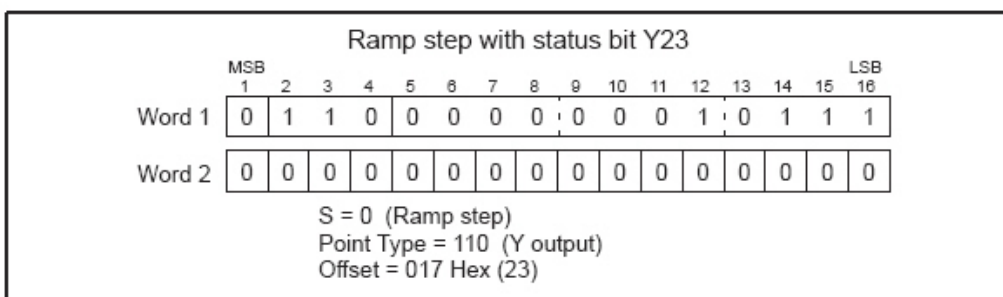 Ramp step with status bit Y23
MSB LSB
1 2 3 4 5 6 7 8 9 10 11 12 13 14 15 16
Word 1 0 1 1 0 0 0 0 0 0 0 0 1 0 1 1 1
Word 2 0 0 0 0 0 0 0 0 0 0 0 0 0 0 0 0
S = 0 (Ramp step)
Point Type = 110 (Y output)
Offset = 017 Hex (23)